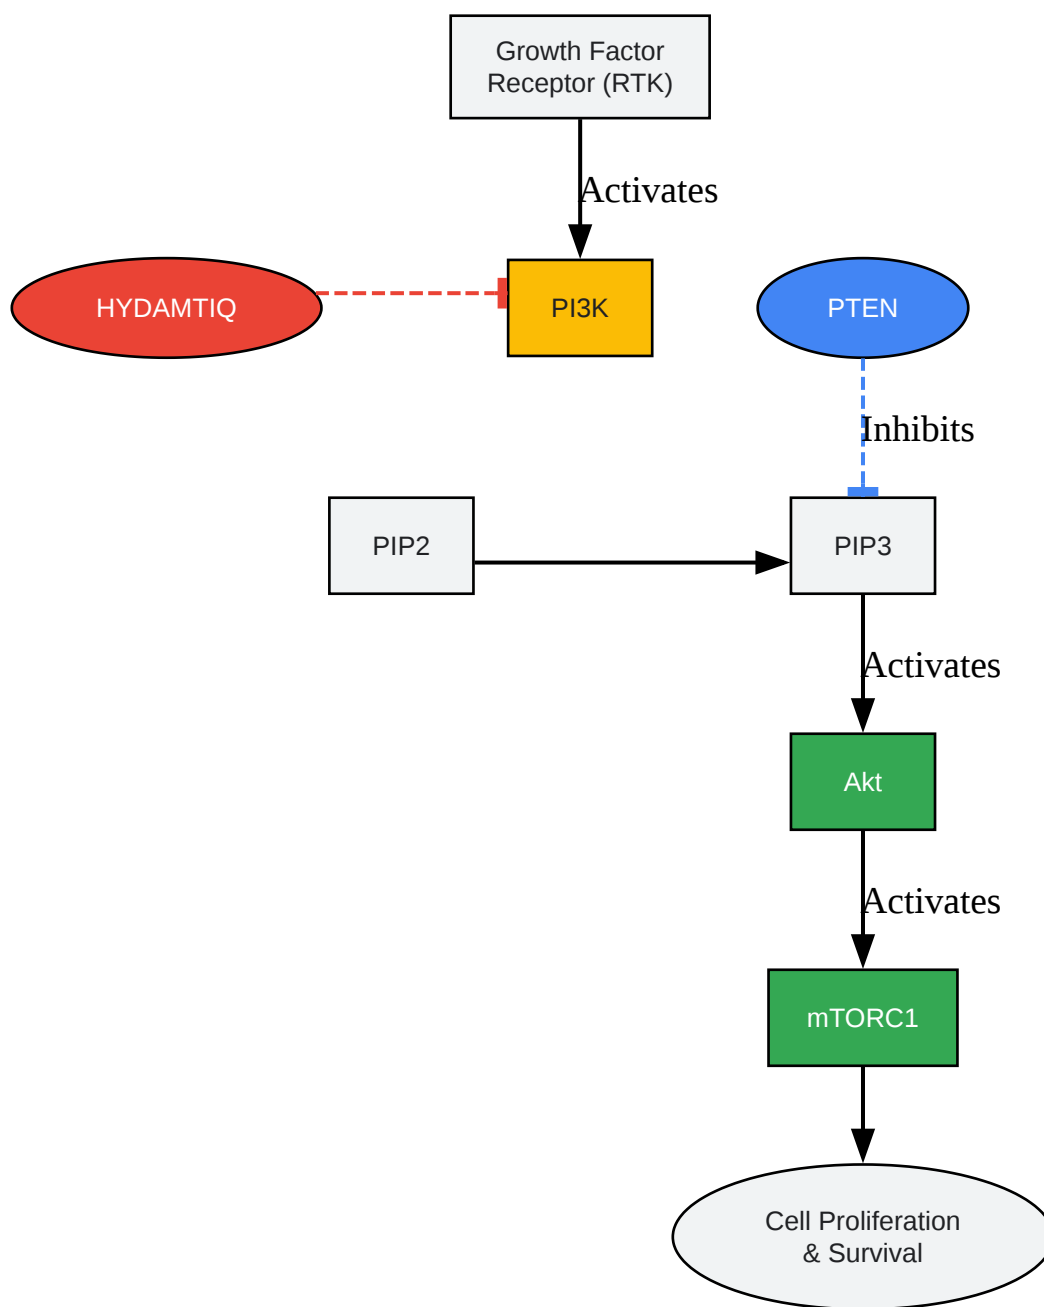 Growth Factor
Receptor (RTK)
Activates
HYDAMTIQ
PI3K
PTEN
Inhibits
PIP2
PIP3
Activates
Akt
Activates
mTORC1
Cell Proliferation
& Survival